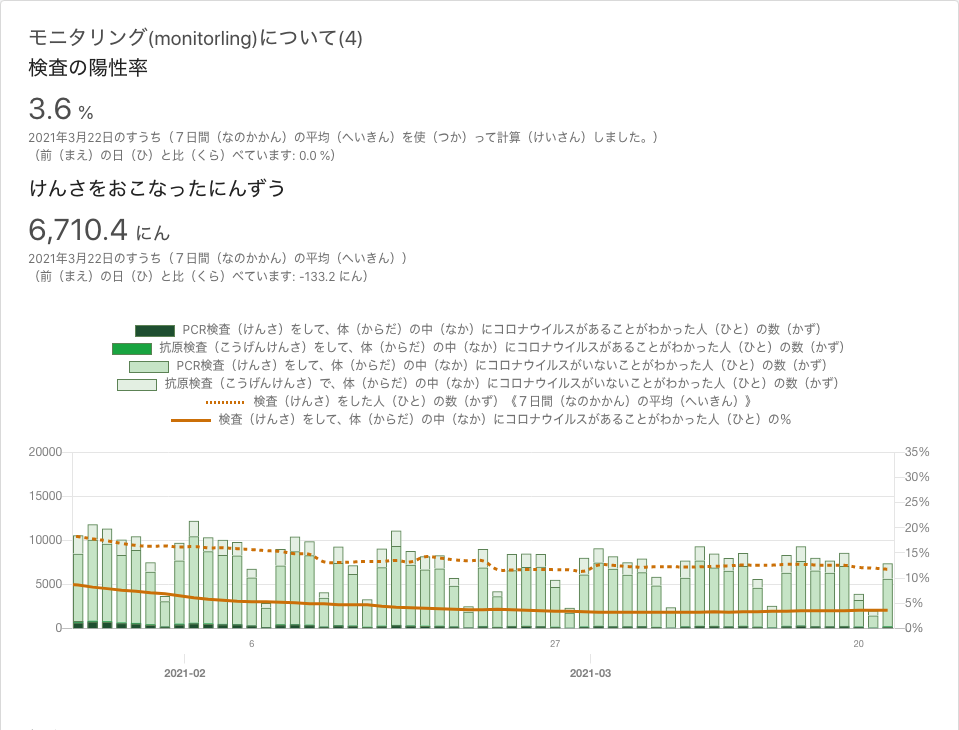 モニタリング(monitorling)について(4)
検査の陽性率
3.6 %
2021年3月22日のすうち（７日間（なのかかん）の平均（へいきん）を使（つか）って計算（けいさん）しました。）
（前（まえ）の日（ひ）と比（くら）べています: 0.0 %）
けんさをおこなったにんずう
6,710.4 にん
2021年3月22日のすうち（７日間（なのかかん）の平均（へいきん））
（前（まえ）の日（ひ）と比（くら）べています: -133.2 にん）
PCR検査（けんさ）をして、体（からだ）の中（なか）にコロナウイルスがあることがわかった人（ひと）の数（かず）
抗原検査（こうげんけんさ）をして、体（からだ）の中（なか）にコロナウイルスがあることがわかった人（ひと）の数（かず）
PCR検査（けんさ）をして、体（からだ）の中（なか）にコロナウイルスがいないことがわかった人（ひと）の数（かず）
抗原検査（こうげんけんさ）で、体（からだ）の中（なか）にコロナウイルスがいないことがわかった人（ひと）の数（かず）
検査（けんさ）をした人（ひと）の数（かず）《７日間（なのかかん）の平均（へいきん）》
検査（けんさ）をして、体（からだ）の中（なか）にコロナウイルスがあることがわかった人（ひと）の%
20000 35%
30%
15000 25%
20%
10000 15%
5000 10%
5%
0 0%
6 27 20
2021-02 2021-03